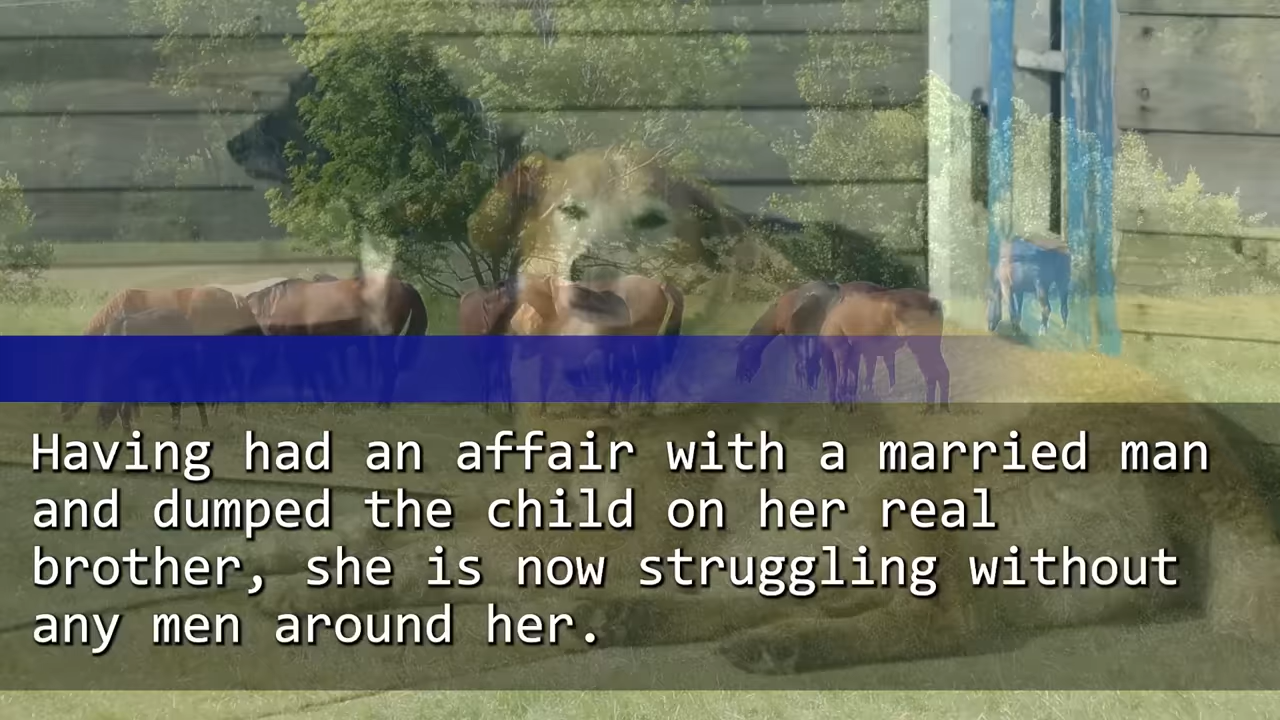 Having had an affair with a married man
and dumped the child on her real
brother, she is now struggling without
any men around her.